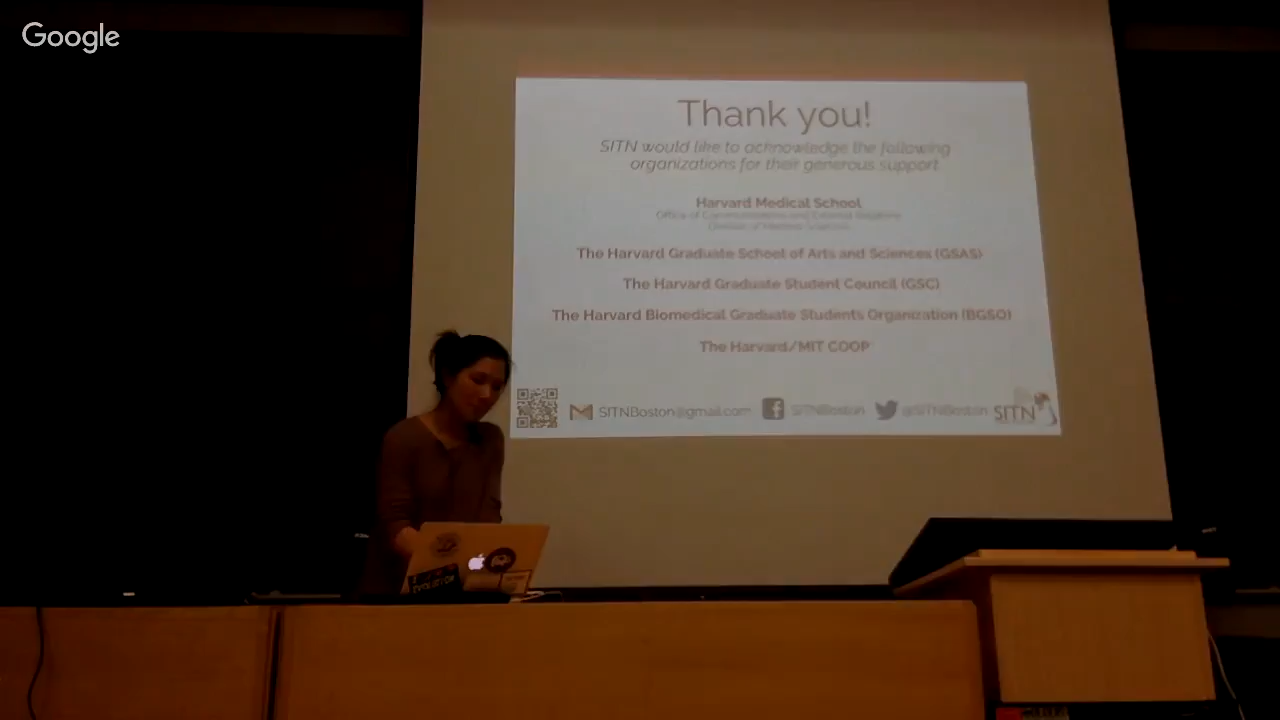 Google
Thank you!
SITN would like to acknowledge the following
organizations for their generous support
Harvard Medical School
Office of Communications and External Relations
Division of Medical Sciences
The Harvard Graduate School of Arts and Sciences (GSAS)
The Harvard Graduate Student Council (GSC)
The Harvard Biomedical Graduate Students Organization (BGSO)
The Harvard/MIT COOP
SITNBoston@gmail.com SITNBoston @SITNBoston SITN